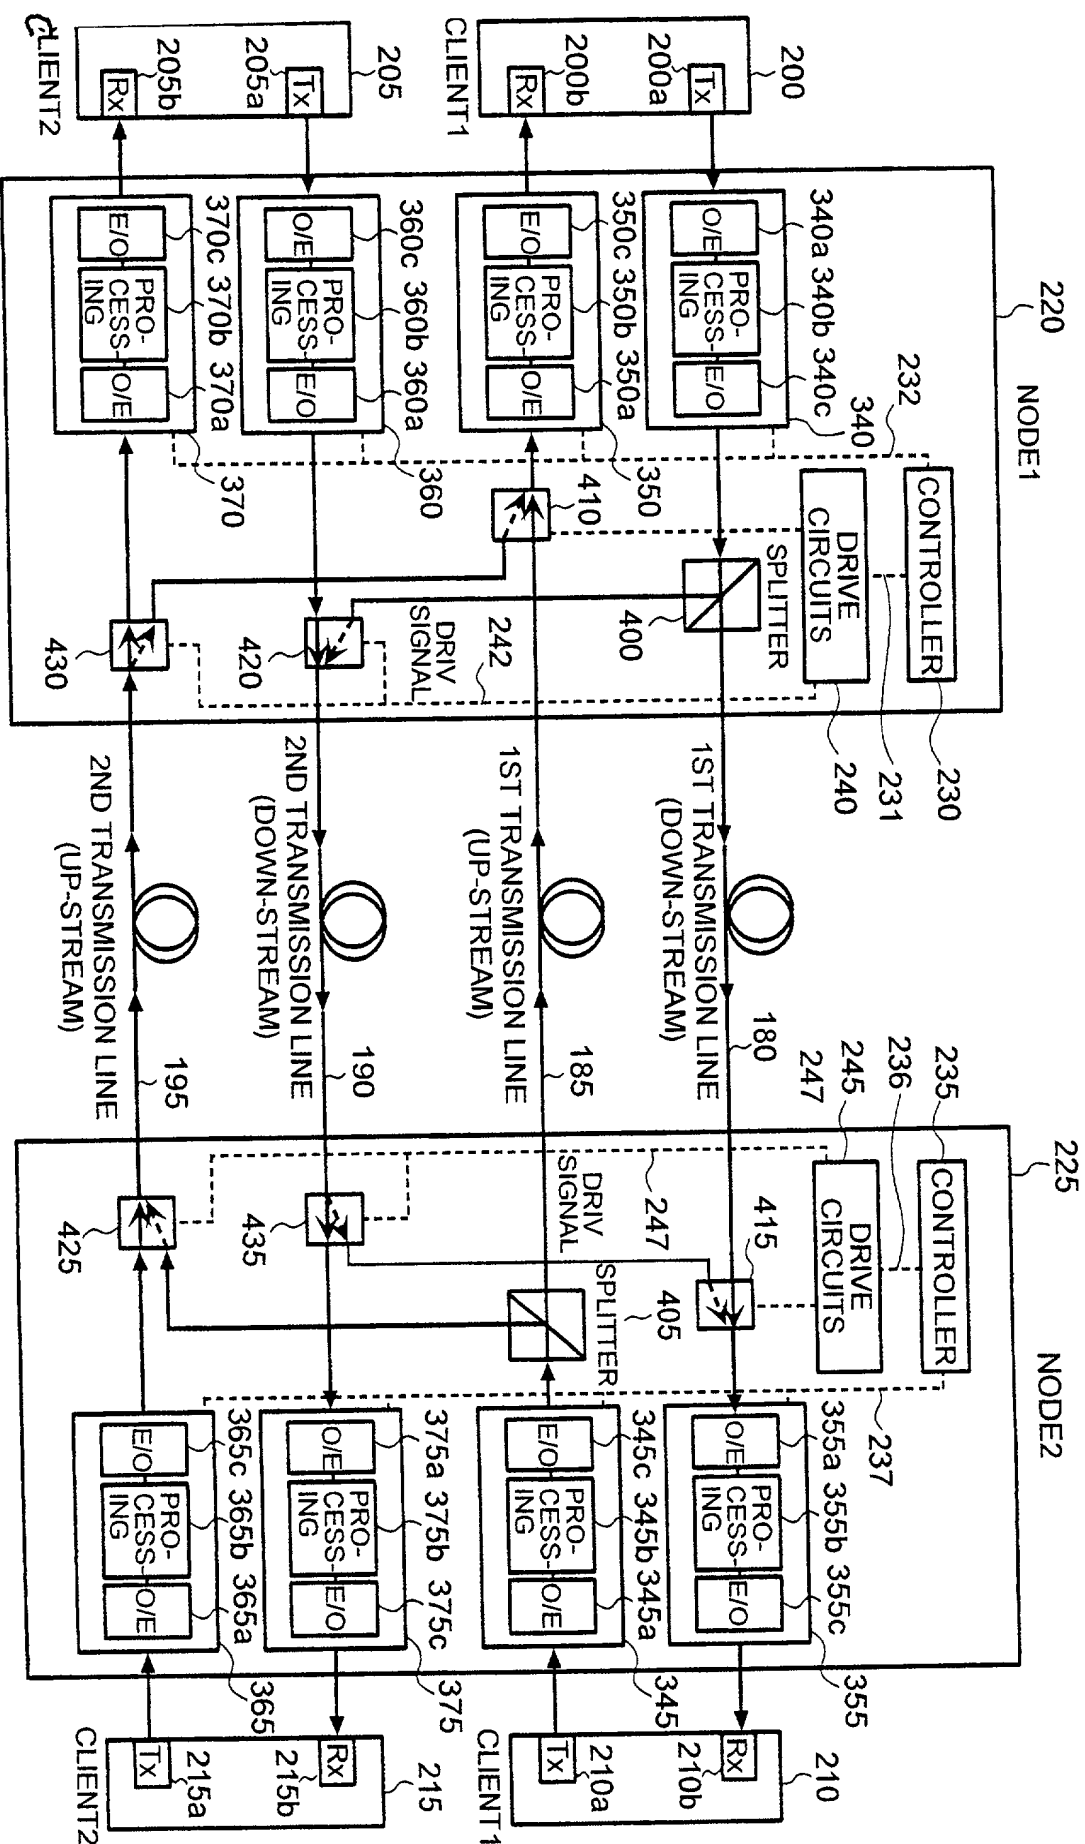 220
NODE1
225
NODE2
CONTROLLER
230
232
231
DRIVE
CIRCUITS
240
CONTROLLER
235
236
237
DRIVE
CIRCUITS
245
247
200
Tx
200a
Rx
200b
CLIENT1
340a 340b 340c
O/E
PRO-
CESS-
ING
E/O
340
SPLITTER
400
1ST TRANSMISSION LINE
(DOWN-STREAM)
180
415
355a 355b 355c
O/E
PRO-
CESS-
ING
E/O
355
210
Rx
210b
Tx
210a
CLIENT1
350c 350b 350a
E/O
PRO-
CESS-
ING
O/E
350
410
1ST TRANSMISSION LINE
(UP-STREAM)
185
SPLITTER
405
345c 345b 345a
E/O
PRO-
CESS-
ING
O/E
345
DRIV
SIGNAL
242
DRIV
SIGNAL
247
205
Tx
205a
Rx
205b
CLIENT2
360c 360b 360a
O/E
PRO-
CESS-
ING
E/O
360
420
2ND TRANSMISSION LINE
(DOWN-STREAM)
190
435
375a 375b 375c
O/E
PRO-
CESS-
ING
E/O
375
215
Rx
215b
Tx
215a
CLIENT2
370c 370b 370a
E/O
PRO-
CESS-
ING
O/E
370
430
2ND TRANSMISSION LINE
(UP-STREAM)
195
425
365c 365b 365a
E/O
PRO-
CESS-
ING
O/E
365